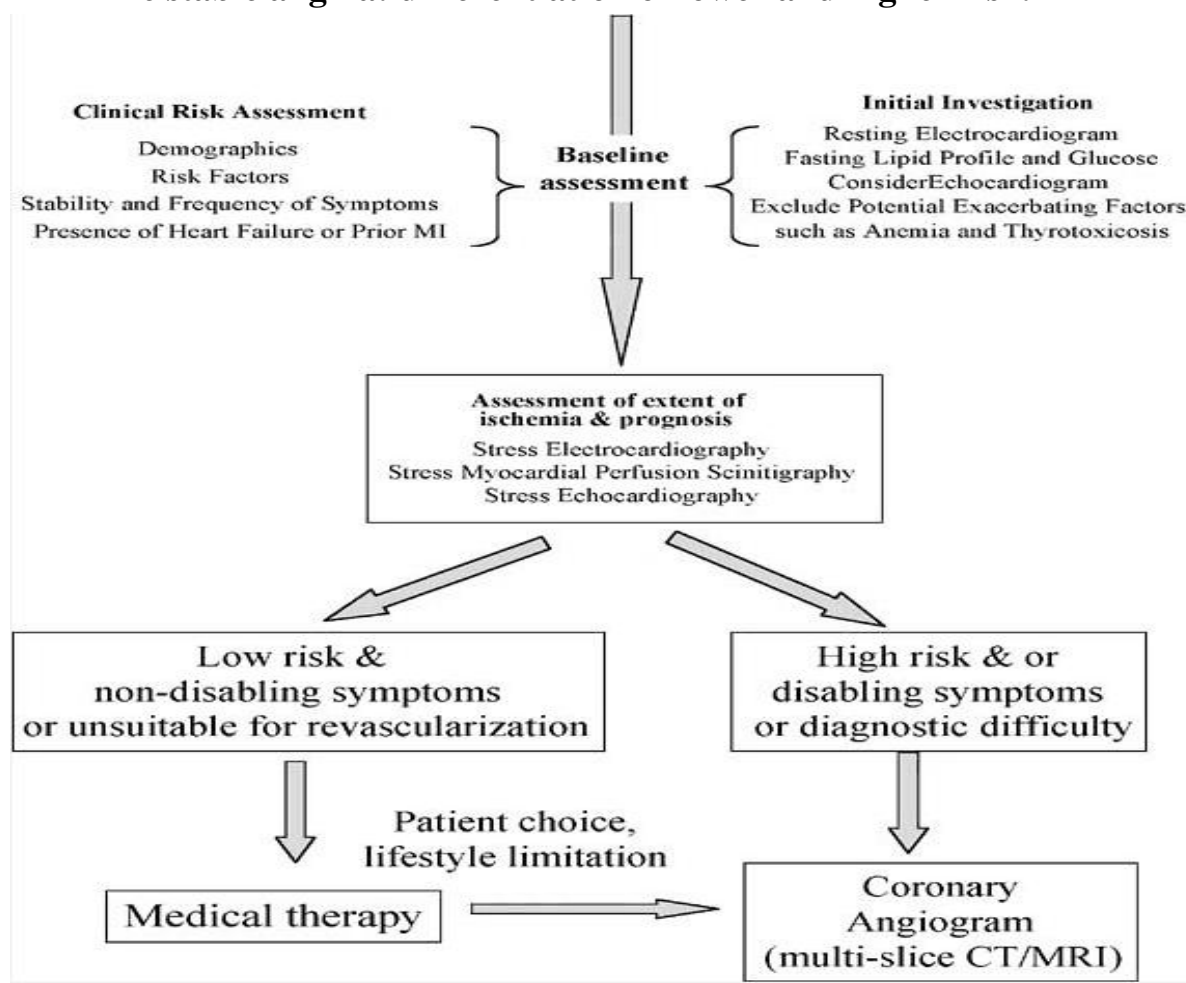 Clinical Risk Assessment
Demographics
Risk Factors
Stability and Frequency of Symptoms
Presence of Heart Failure or Prior MI
Baseline
assessment
Initial Investigation
Resting Electrocardiogram
Fasting Lipid Profile and Glucose
ConsiderEchocardiogram
Exclude Potential Exacerbating Factors
such as Anemia and Thyrotoxicosis
Assessment of extent of
ischemia & prognosis
Stress Electrocardiography
Stress Myocardial Perfusion Scinitigraphy
Stress Echocardiography
Low risk &
non-disabling symptoms
or unsuitable for revascularization
High risk & or
disabling symptoms
or diagnostic difficulty
Patient choice,
lifestyle limitation
Medical therapy
Coronary
Angiogram
(multi-slice CT/MRI)